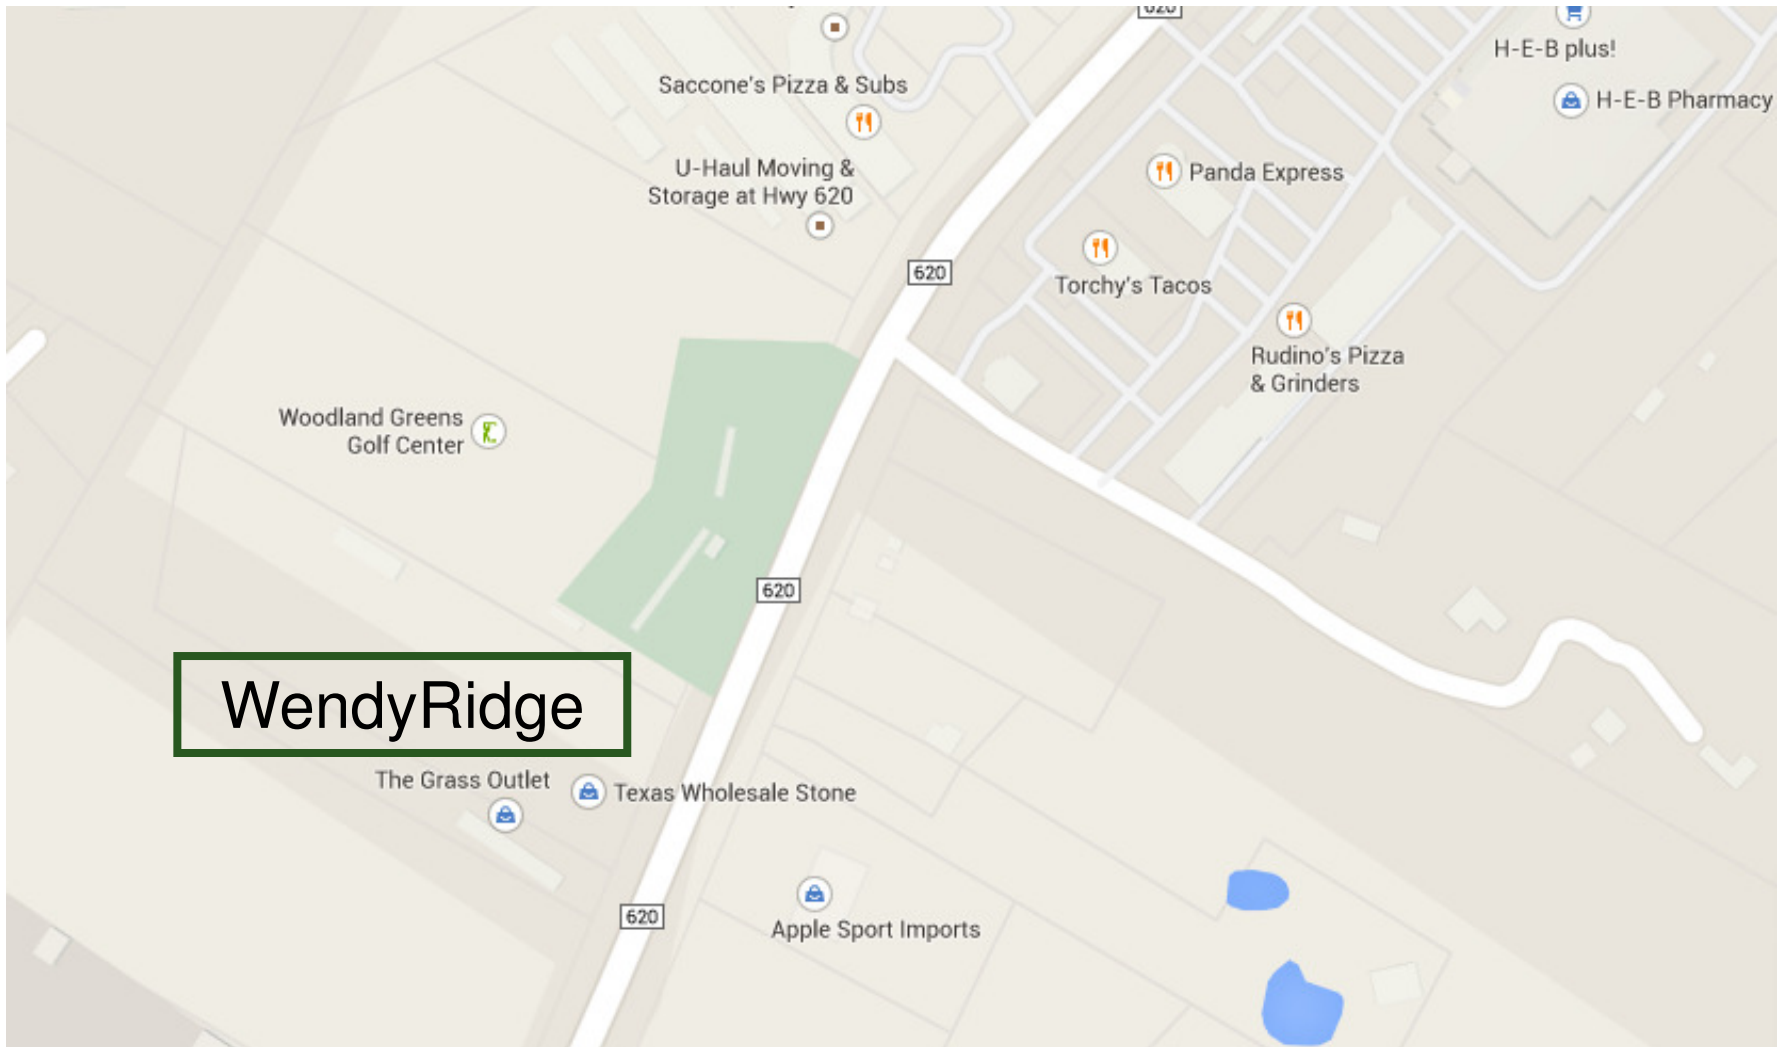 620
H-E-B plus!
H-E-B Pharmacy
Saccone's Pizza & Subs
U-Haul Moving &
Storage at Hwy 620
Panda Express
620
Torchy's Tacos
Rudino's Pizza
& Grinders
Woodland Greens
Golf Center
620
WendyRidge
The Grass Outlet
Texas Wholesale Stone
620
Apple Sport Imports